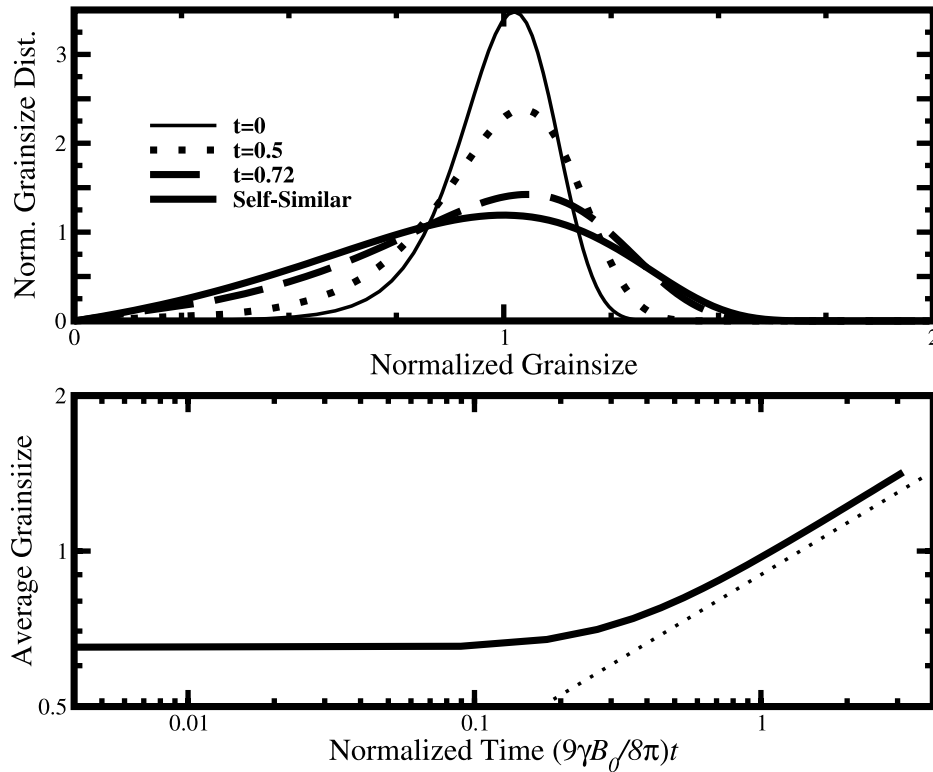 Norm. Grainsize Dist.
3
2
1
0
t=0
t=0.5
t=0.72
Self-Similar
0
1
2
Normalized Grainsize
Average Grainsiize
2
1
0.5
0.01
0.1
1
Normalized Time (9γB₀/8π)t